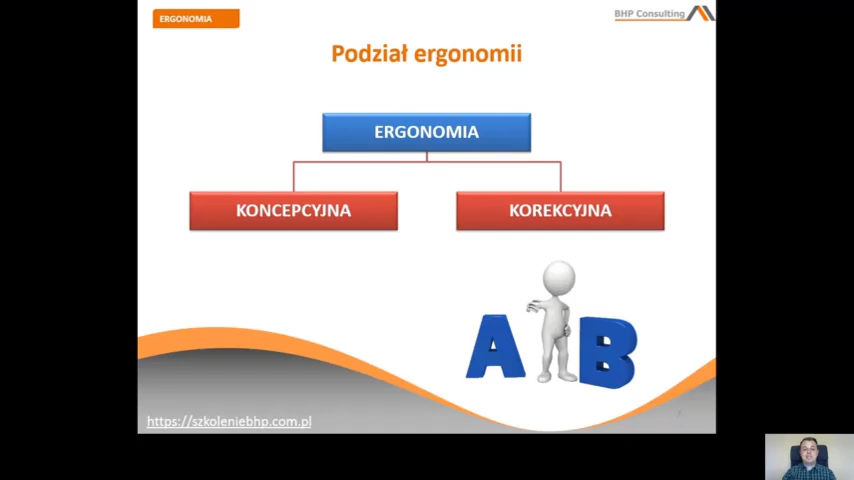 ERGONOMIA
BHP Consulting
Podział ergonomii
ERGONOMIA
KONCEPCYJNA
KOREKCYJNA
A B
https://szkoleniebhp.com.pl